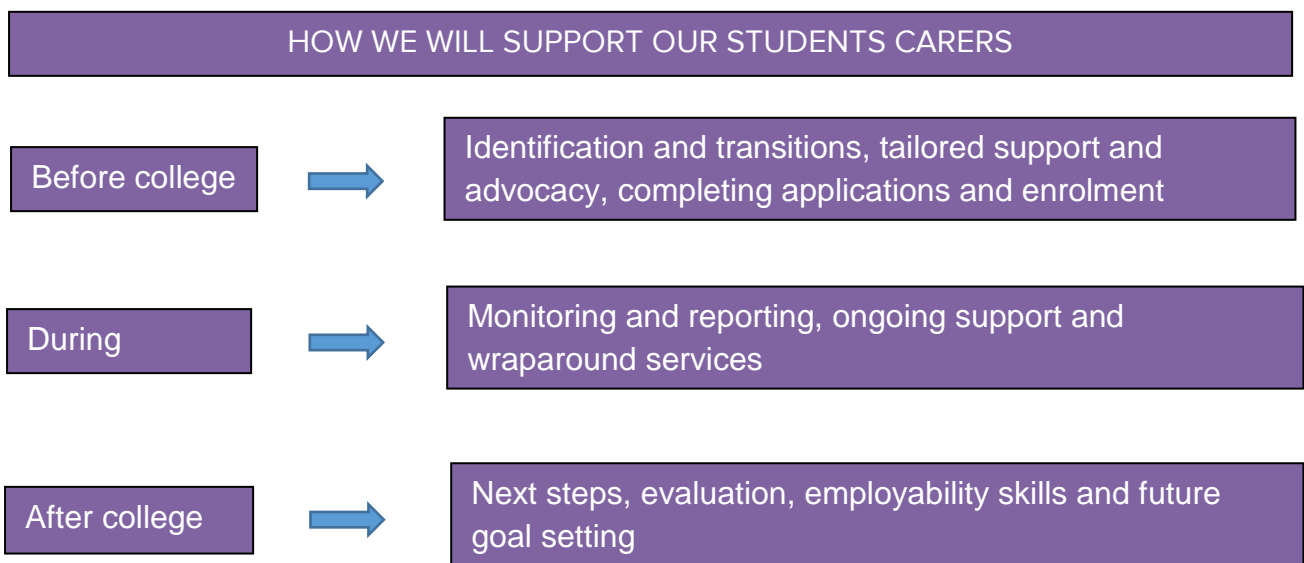 HOW WE WILL SUPPORT OUR STUDENTS CARERS
Before college
Identification and transitions, tailored support and
advocacy, completing applications and enrolment
During
Monitoring and reporting, ongoing support and
wraparound services
After college
Next steps, evaluation, employability skills and future
goal setting